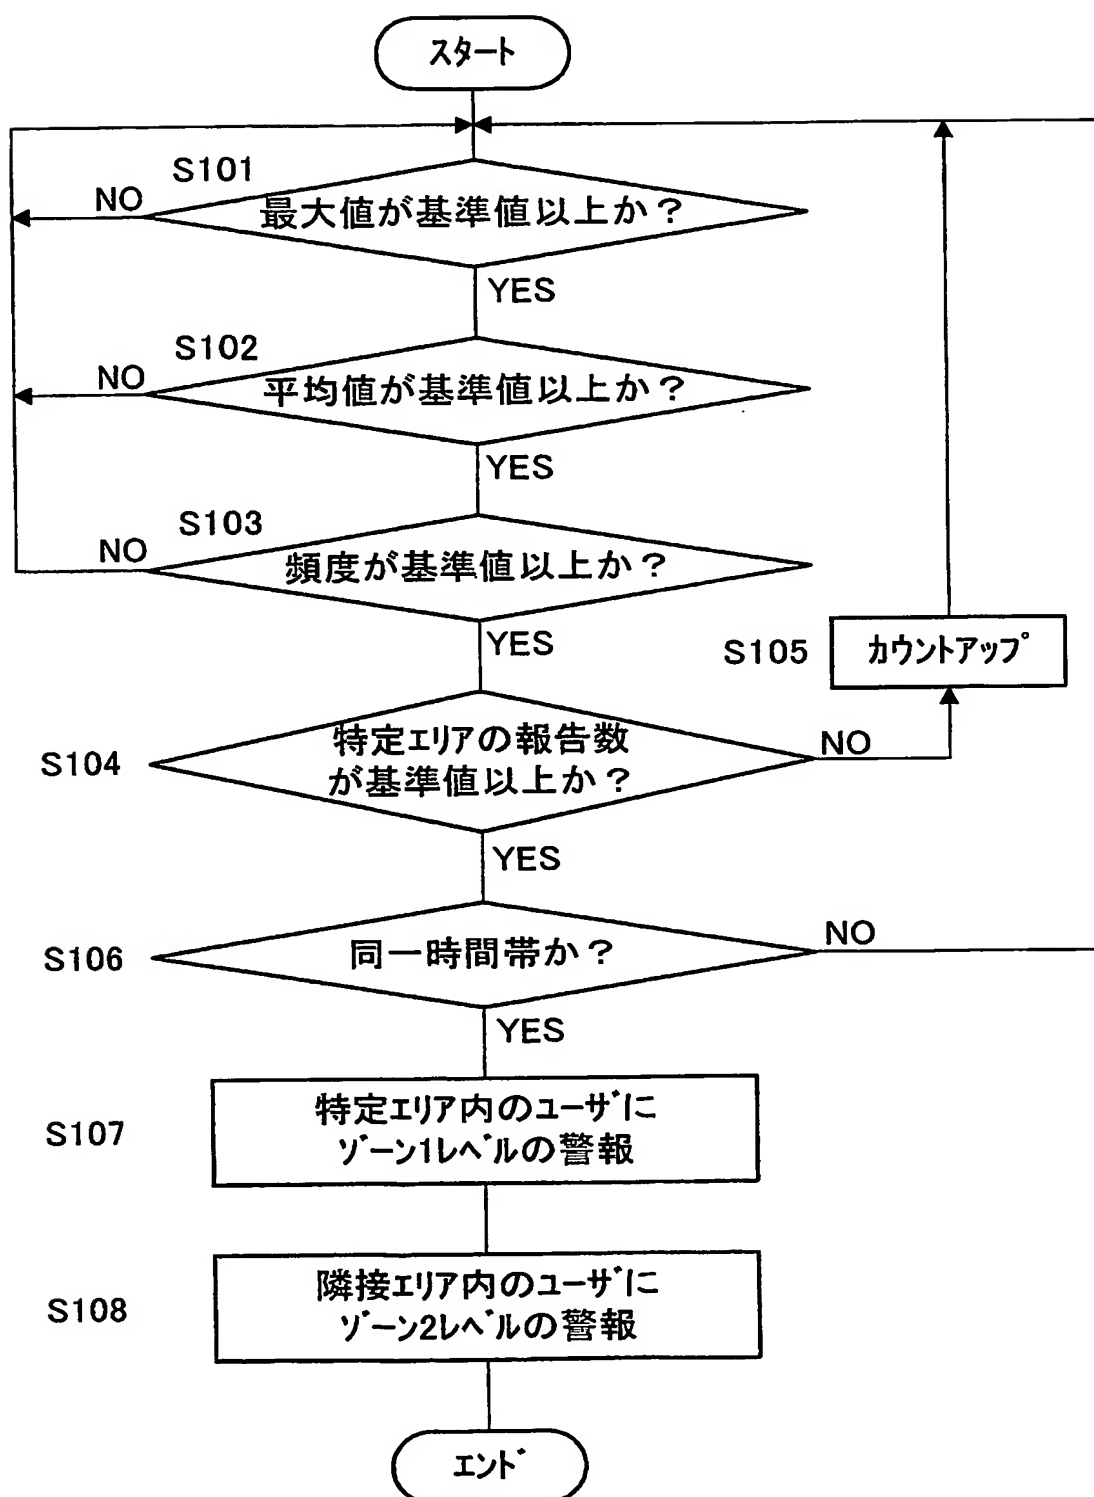 スタート
S101
NO
最大値が基準値以上か？
YES
S102
NO
平均値が基準値以上か？
YES
S103
NO
頻度が基準値以上か？
YES
S105
カウントアップ
S104
特定エリアの報告数
が基準値以上か？
NO
YES
S106
同一時間帯か？
NO
YES
S107
特定エリア内のユーザに
ゾーン1レベルの警報
S108
隣接エリア内のユーザに
ゾーン2レベルの警報
エンド